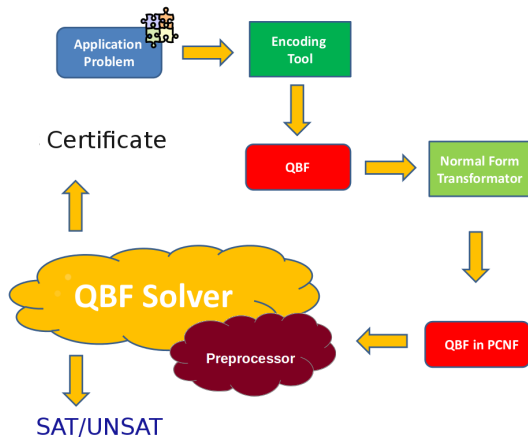 Application
Problem
Encoding
Tool
Certificate
QBF
Normal Form
Transformator
QBF Solver
Preprocessor
QBF in PCNF
SAT/UNSAT